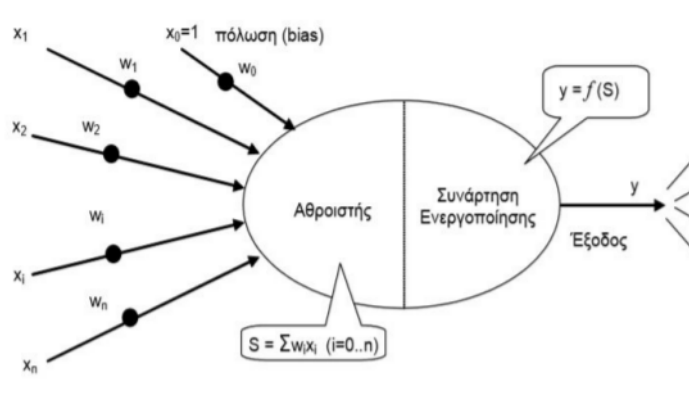 x₁
x₀=1 πόλωση (bias)
w₁
w₀
y = f (S)
x₂
w₂
Αθροιστής
Συνάρτηση
Ενεργοποίησης
y
Έξοδος
wᵢ
xᵢ
wₙ
S = Σwᵢxᵢ (i=0..n)
xₙ